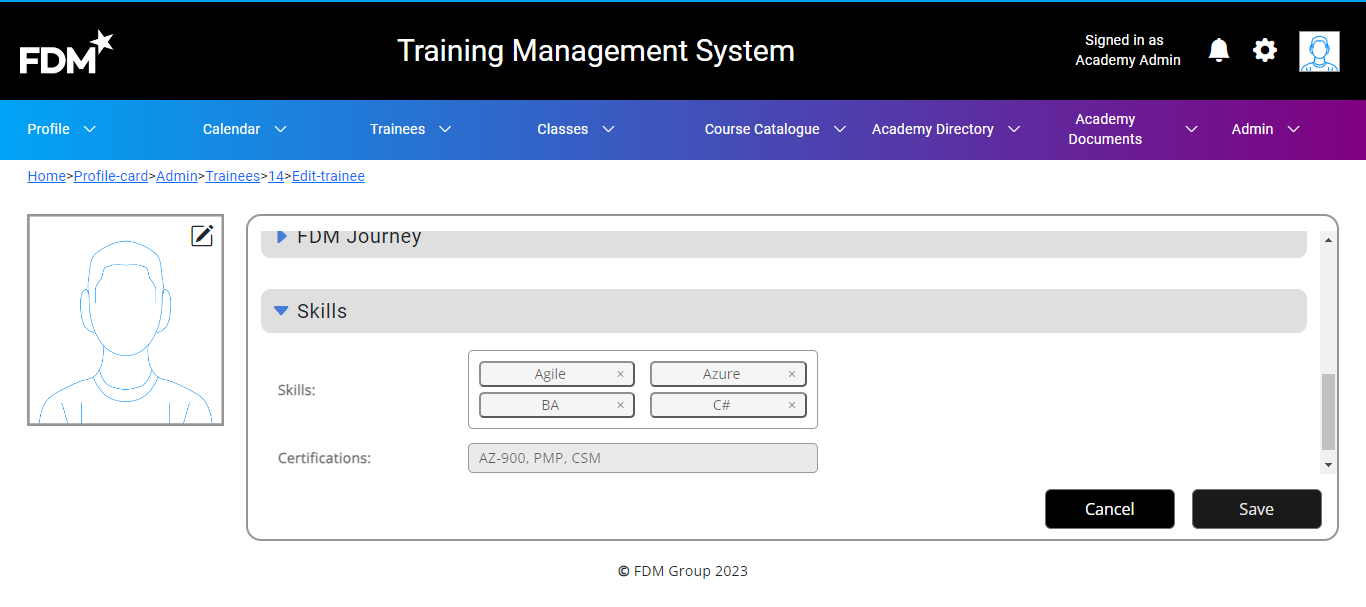 FDM
Training Management System
Signed in as
Academy Admin
Profile
Calendar
Trainees
Classes
Course Catalogue
Academy Directory
Academy
Documents
Admin
Home>Profile-card>Admin>Trainees>14>Edit-trainee
FDM Journey
Skills
Skills:
Agile × Azure ×
BA × C# ×
Certifications: AZ-900, PMP, CSM
Cancel Save
© FDM Group 2023